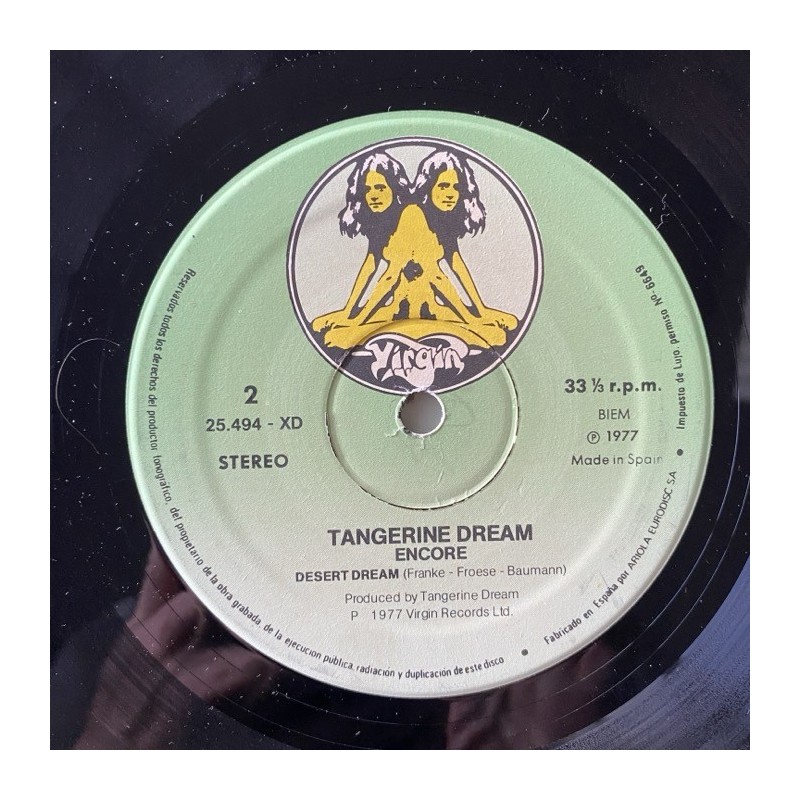 Virgin
2
25.494 - XD
STEREO
33 ⅓ r.p.m.
BIEM
Ⓟ 1977
Made in Spain
TANGERINE DREAM
ENCORE
DESERT DREAM (Franke - Froese - Baumann)
Produced by Tangerine Dream
P 1977 Virgin Records Ltd.
Reservados todos los derechos del productor fonográfico, del propietario de la obra grabada, de la ejecucion publica, radiación y duplicación de este disco • Fabricado en España por ARIOLA EURODISC S A • Impuesto de Lujo, permiso Nº. 6649